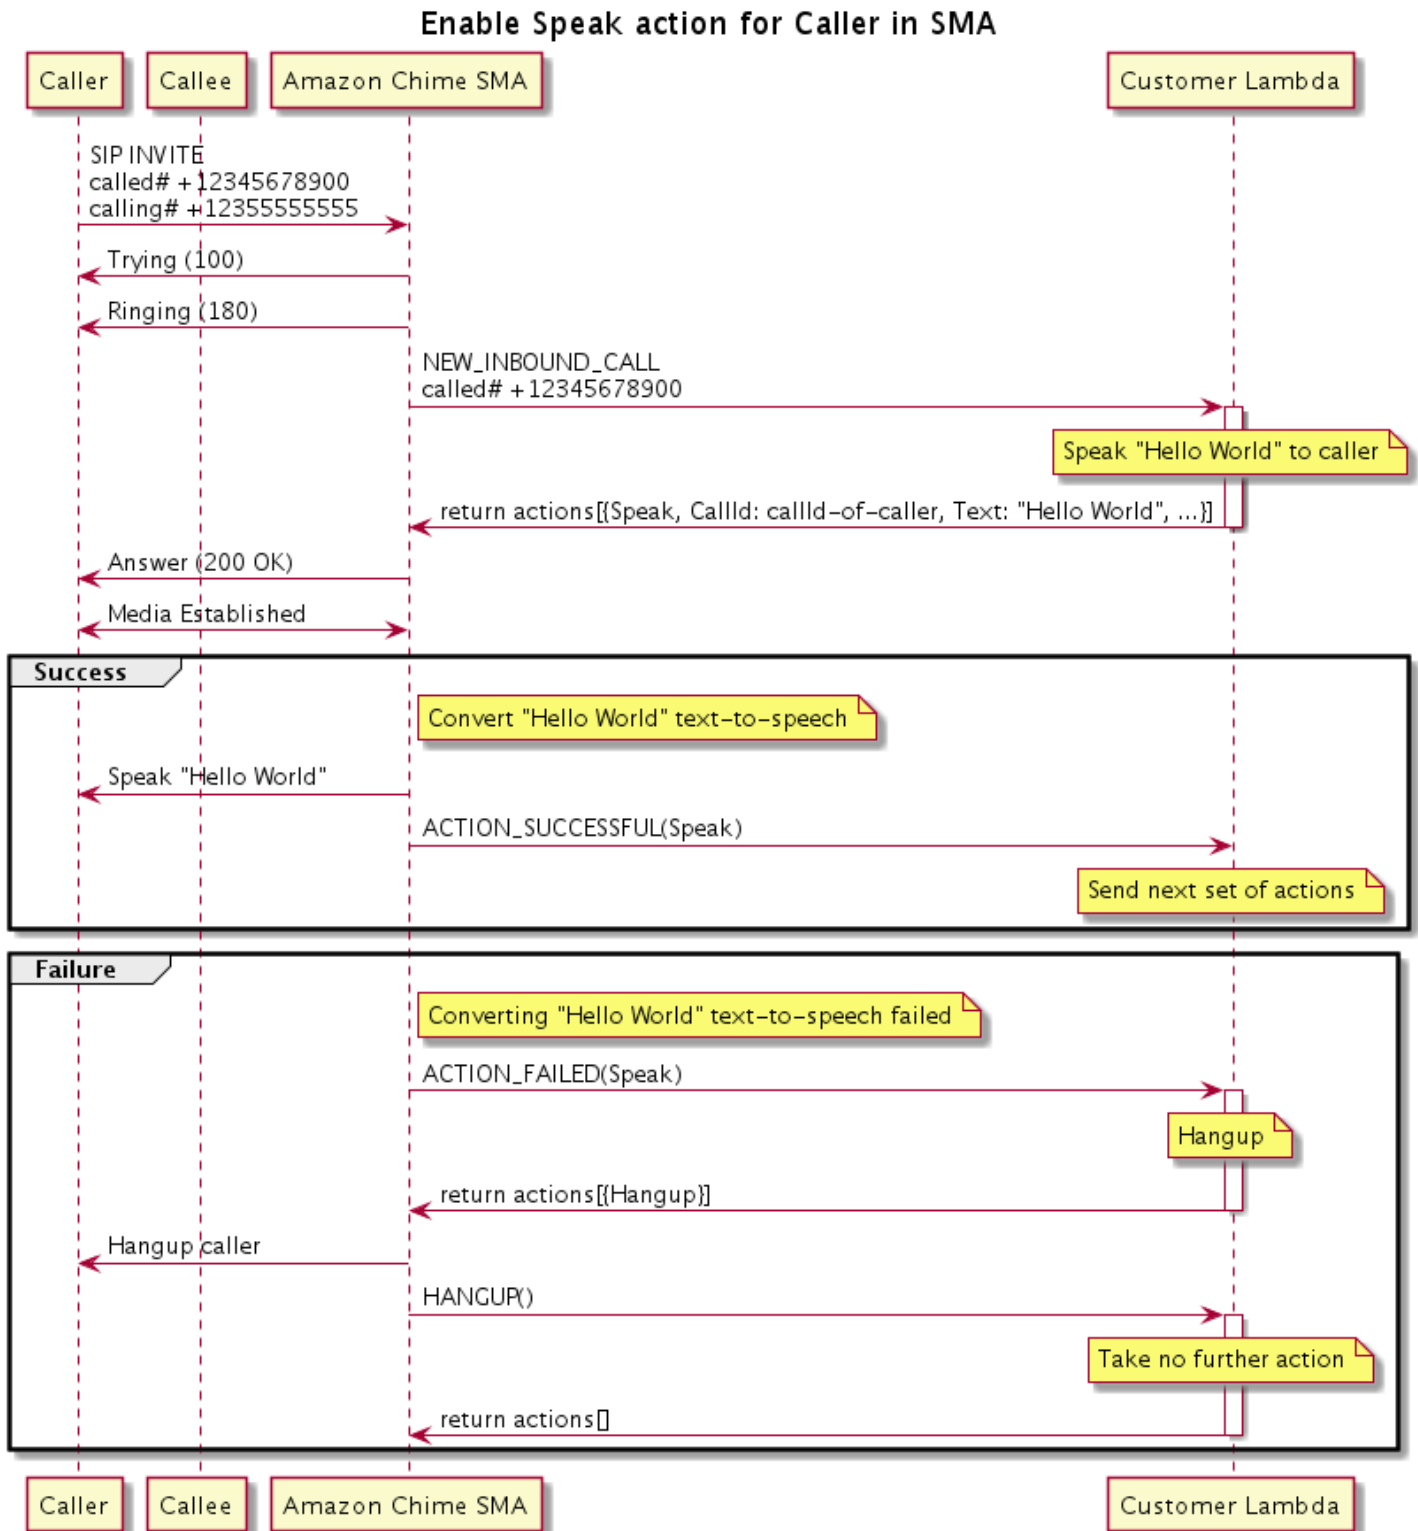 Enable Speak action for Caller in SMA
Caller
Callee
Amazon Chime SMA
Customer Lambda
SIP INVITE
called# +12345678900
calling# +12355555555
Trying (100)
Ringing (180)
NEW_INBOUND_CALL
called# +12345678900
Speak "Hello World" to caller
return actions[{Speak, CallId: callId-of-caller, Text: "Hello World", ...}]
Answer (200 OK)
Media Established
Success
Convert "Hello World" text-to-speech
Speak "Hello World"
ACTION_SUCCESSFUL(Speak)
Send next set of actions
Failure
Converting "Hello World" text-to-speech failed
ACTION_FAILED(Speak)
Hangup
return actions[{Hangup}]
Hangup caller
HANGUP()
Take no further action
return actions[]
Caller
Callee
Amazon Chime SMA
Customer Lambda